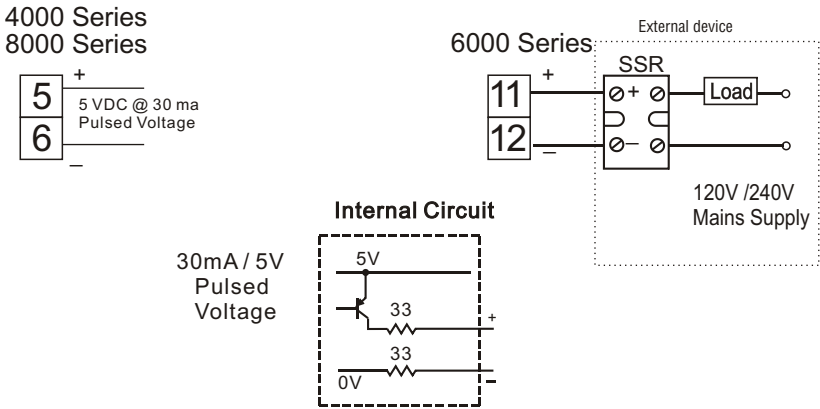 4000 Series
8000 Series
5
+
5 VDC @ 30 ma
Pulsed Voltage
6
–
6000 Series
External device
SSR
11
+
+
Load
12
–
–
120V /240V
Mains Supply
Internal Circuit
30mA / 5V
Pulsed
Voltage
5V
33
+
33
0V
–